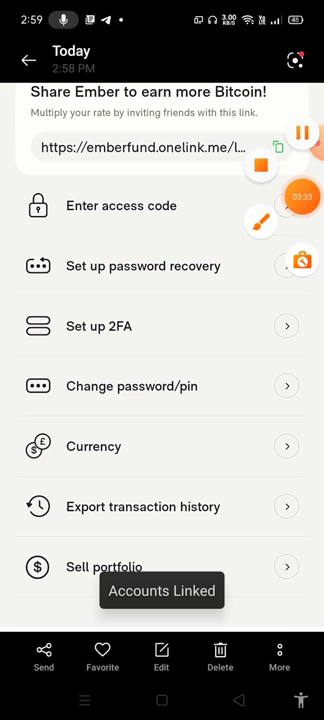 2:59
3.00
KB/S
48
Today
2:58 PM
Share Ember to earn more Bitcoin!
Multiply your rate by inviting friends with this link.
https://emberfund.onelink.me/l...
03:33
Enter access code
Set up password recovery
Set up 2FA
Change password/pin
Currency
Export transaction history
Sell portfolio
Accounts Linked
Send
Favorite
Edit
Delete
More